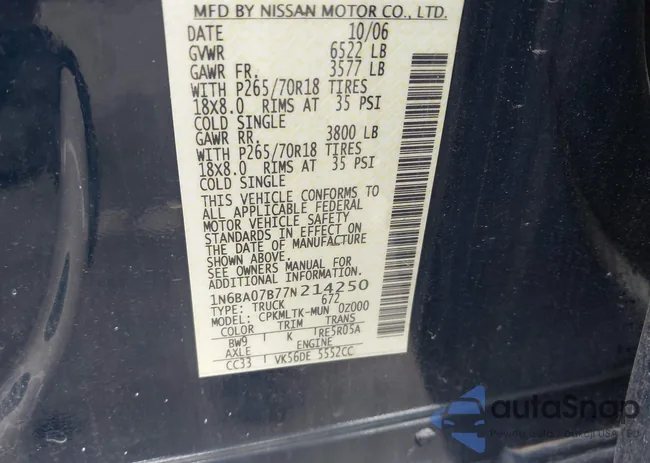 MFD BY NISSAN MOTOR CO., LTD.
DATE 10/06
GVWR 6522 LB
GAWR FR. 3577 LB
WITH P265/70R18 TIRES
18X8.0 RIMS AT 35 PSI
COLD SINGLE
GAWR RR. 3800 LB
WITH P265/70R18 TIRES
18X8.0 RIMS AT 35 PSI
COLD SINGLE
THIS VEHICLE CONFORMS TO
ALL APPLICABLE FEDERAL
MOTOR VEHICLE SAFETY
STANDARDS IN EFFECT ON
THE DATE OF MANUFACTURE
SHOWN ABOVE.
SEE OWNERS MANUAL FOR
ADDITIONAL INFORMATION.
1N6BA07B77N214250
TYPE: TRUCK 672
MODEL: CPKMLTK-MUN OZ000
COLOR TRIM TRANS
BW9 K RE5R05A
AXLE ENGINE
CC33 VK56DE 5552CC
autaSnap